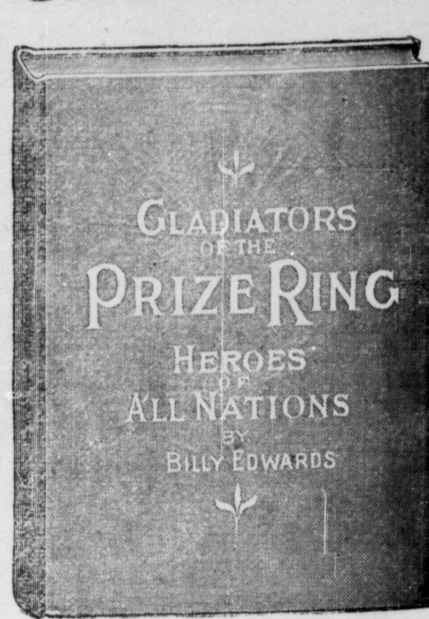 GLADIATORS
OF THE
PRIZE RING
HEROES
OF
ALL NATIONS
BY
BILLY EDWARDS